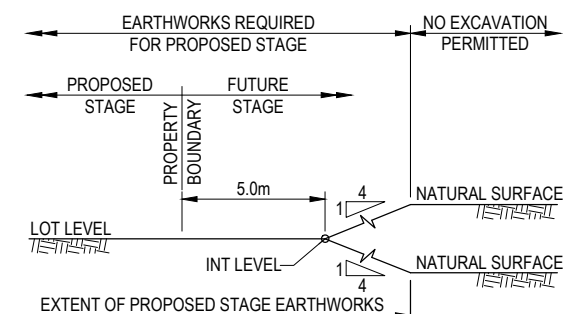 EARTHWORKS REQUIRED
FOR PROPOSED STAGE
NO EXCAVATION
PERMITTED
PROPOSED
STAGE
FUTURE
STAGE
PROPERTY
BOUNDARY
5.0m
1
4
NATURAL SURFACE
LOT LEVEL
INT LEVEL
1
4
NATURAL SURFACE
EXTENT OF PROPOSED STAGE EARTHWORKS